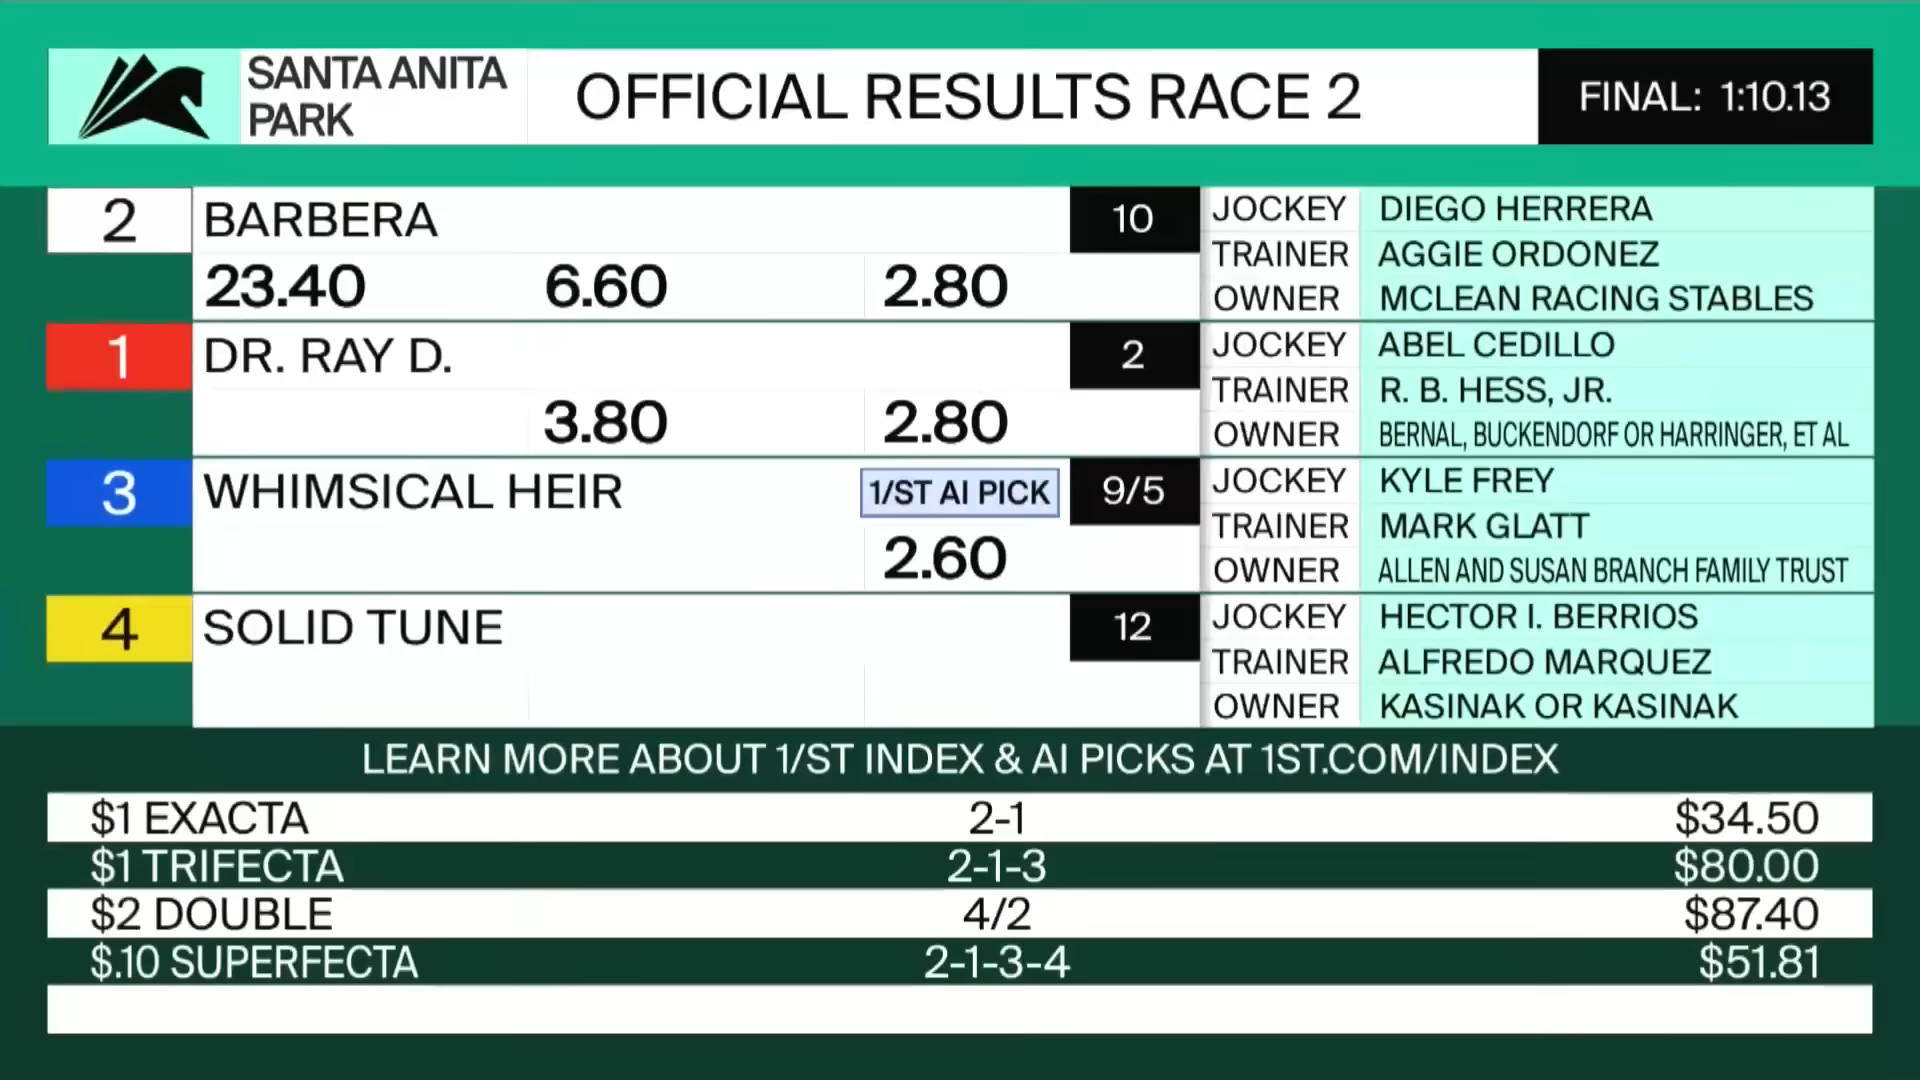 SANTA ANITA
PARK
OFFICIAL RESULTS RACE 2
FINAL: 1:10.13
2 BARBERA 10
23.40 6.60 2.80
JOCKEY DIEGO HERRERA
TRAINER AGGIE ORDONEZ
OWNER MCLEAN RACING STABLES
1 DR. RAY D. 2
3.80 2.80
JOCKEY ABEL CEDILLO
TRAINER R. B. HESS, JR.
OWNER BERNAL, BUCKENDORF OR HARRINGER, ET AL
3 WHIMSICAL HEIR 1/ST AI PICK 9/5
2.60
JOCKEY KYLE FREY
TRAINER MARK GLATT
OWNER ALLEN AND SUSAN BRANCH FAMILY TRUST
4 SOLID TUNE 12
JOCKEY HECTOR I. BERRIOS
TRAINER ALFREDO MARQUEZ
OWNER KASINAK OR KASINAK
LEARN MORE ABOUT 1/ST INDEX & AI PICKS AT 1ST.COM/INDEX
$1 EXACTA 2-1 $34.50
$1 TRIFECTA 2-1-3 $80.00
$2 DOUBLE 4/2 $87.40
$.10 SUPERFECTA 2-1-3-4 $51.81